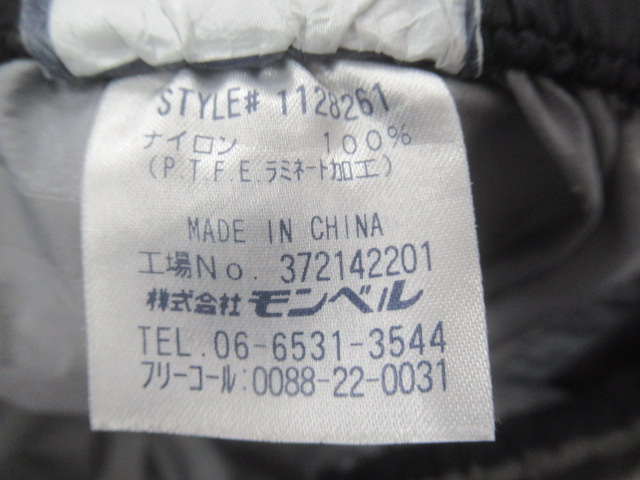 STYLE# 1128261
ナイロン 100%
(P.T.F.E.ラミネート加工)
MADE IN CHINA
工場No. 372142201
株式会社 モンベル
TEL.06-6531-3544
フリーコール:0088-22-0031